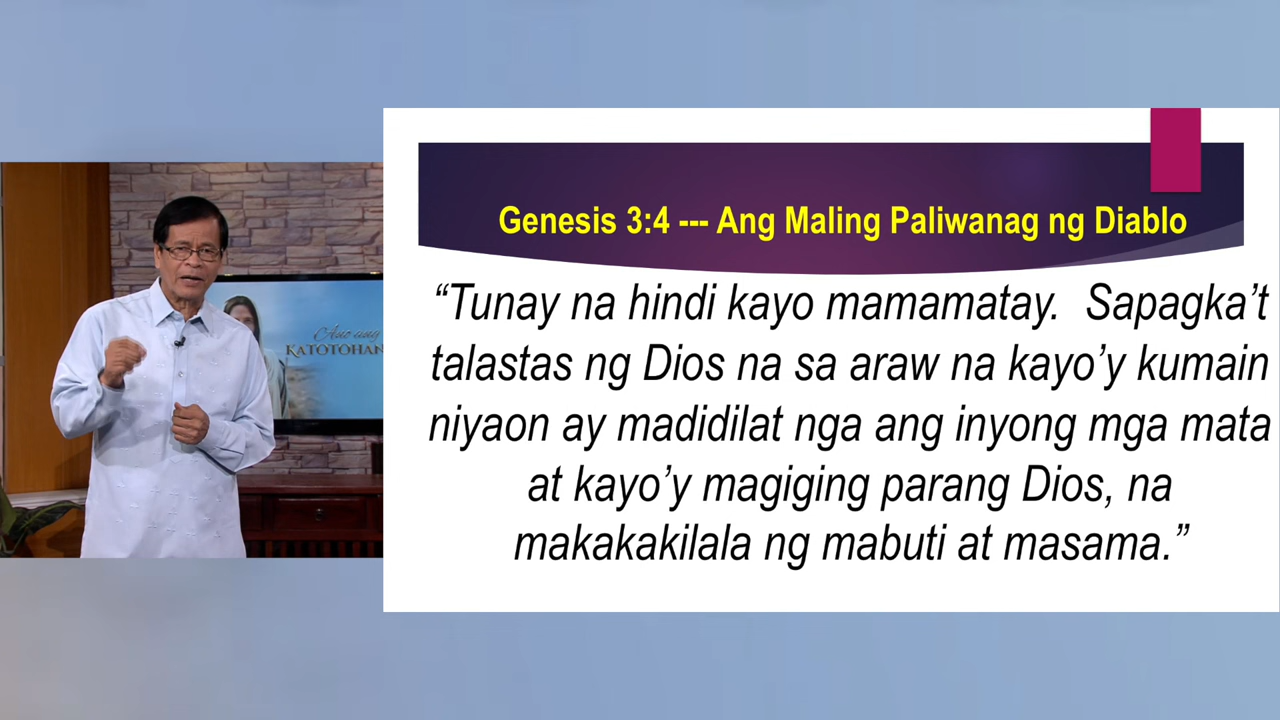 Genesis 3:4 --- Ang Maling Paliwanag ng Diablo
“Tunay na hindi kayo mamamatay.  Sapagka’t
talastas ng Dios na sa araw na kayo’y kumain
niyaon ay madidilat nga ang inyong mga mata
at kayo’y magiging parang Dios, na
makakakilala ng mabuti at masama.”
Ano ang